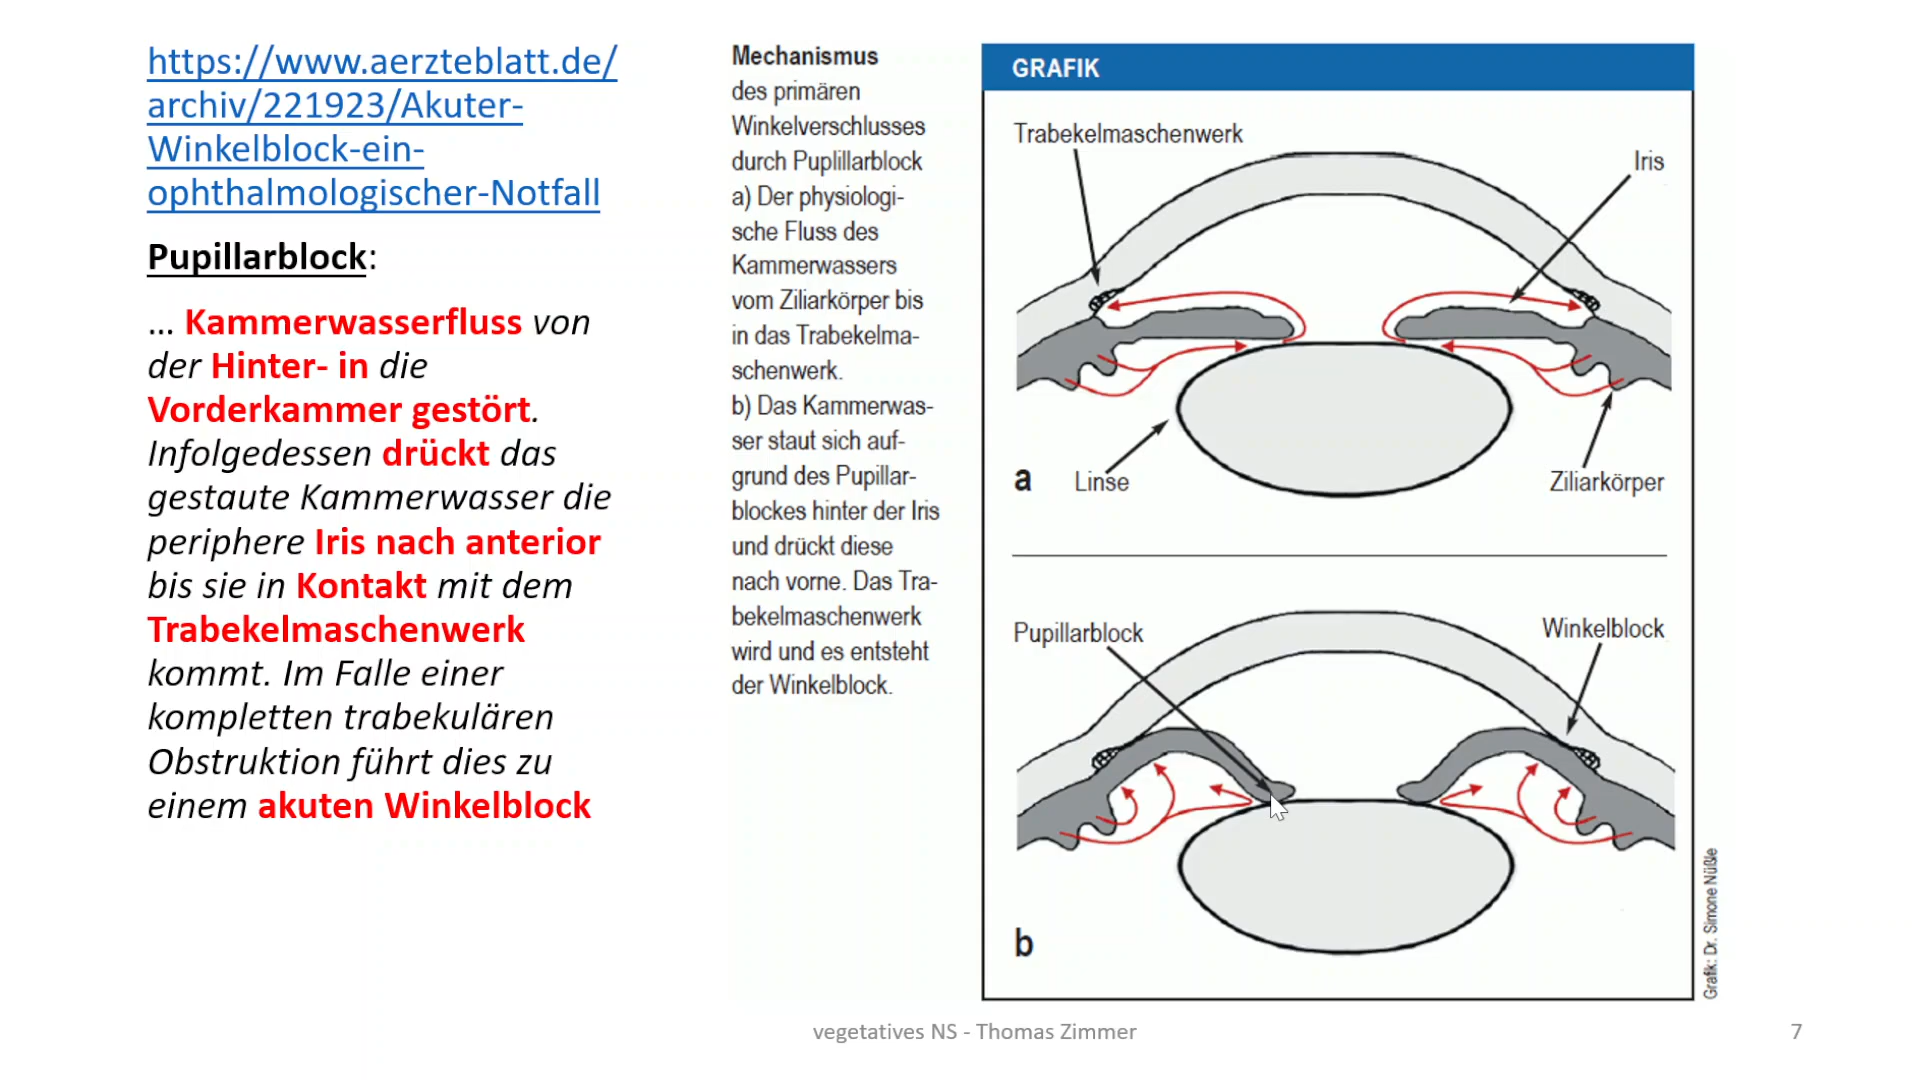 https://www.aerzteblatt.de/
archiv/221923/Akuter-
Winkelblock-ein-
ophthalmologischer-Notfall
Pupillarblock:
... Kammerwasserfluss von
der Hinter- in die
Vorderkammer gestört.
Infolgedessen drückt das
gestaute Kammerwasser die
periphere Iris nach anterior
bis sie in Kontakt mit dem
Trabekelmaschenwerk
kommt. Im Falle einer
kompletten trabekulären
Obstruktion führt dies zu
einem akuten Winkelblock
Mechanismus
des primären
Winkelverschlusses
durch Puplillarblock
a) Der physiologi-
sche Fluss des
Kammerwassers
vom Ziliarkörper bis
in das Trabekelma-
schenwerk.
b) Das Kammerwas-
ser staut sich auf-
grund des Pupillar-
blockes hinter der Iris
und drückt diese
nach vorne. Das Tra-
bekelmaschenwerk
wird und es entsteht
der Winkelblock.
GRAFIK
Trabekelmaschenwerk
Iris
a
Linse
Ziliarkörper
Pupillarblock
Winkelblock
b
Grafik: Dr. Simone Nüßle
vegetatives NS - Thomas Zimmer
7